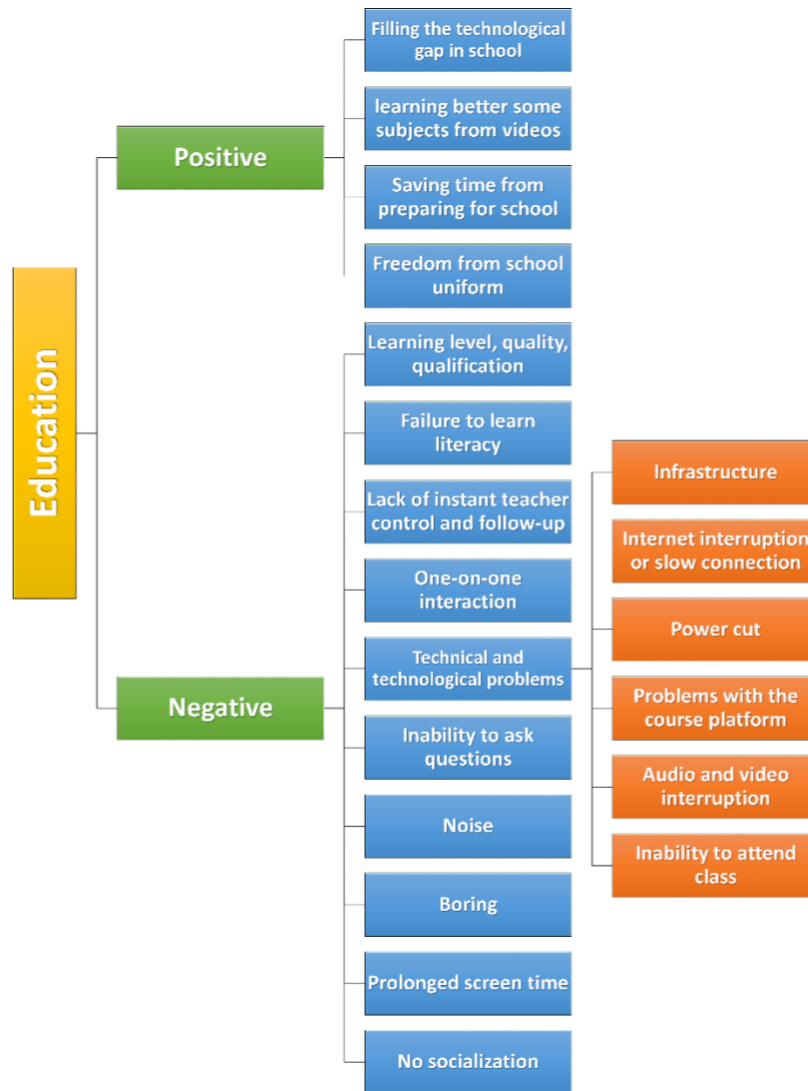 Education
Positive
Filling the technological
gap in school
learning better some
subjects from videos
Saving time from
preparing for school
Freedom from school
uniform
Negative
Learning level, quality,
qualification
Failure to learn
literacy
Lack of instant teacher
control and follow-up
One-on-one
interaction
Technical and
technological problems
Infrastructure
Internet interruption
or slow connection
Power cut
Problems with the
course platform
Audio and video
interruption
Inability to attend
class
Inability to ask
questions
Noise
Boring
Prolonged screen time
No socialization